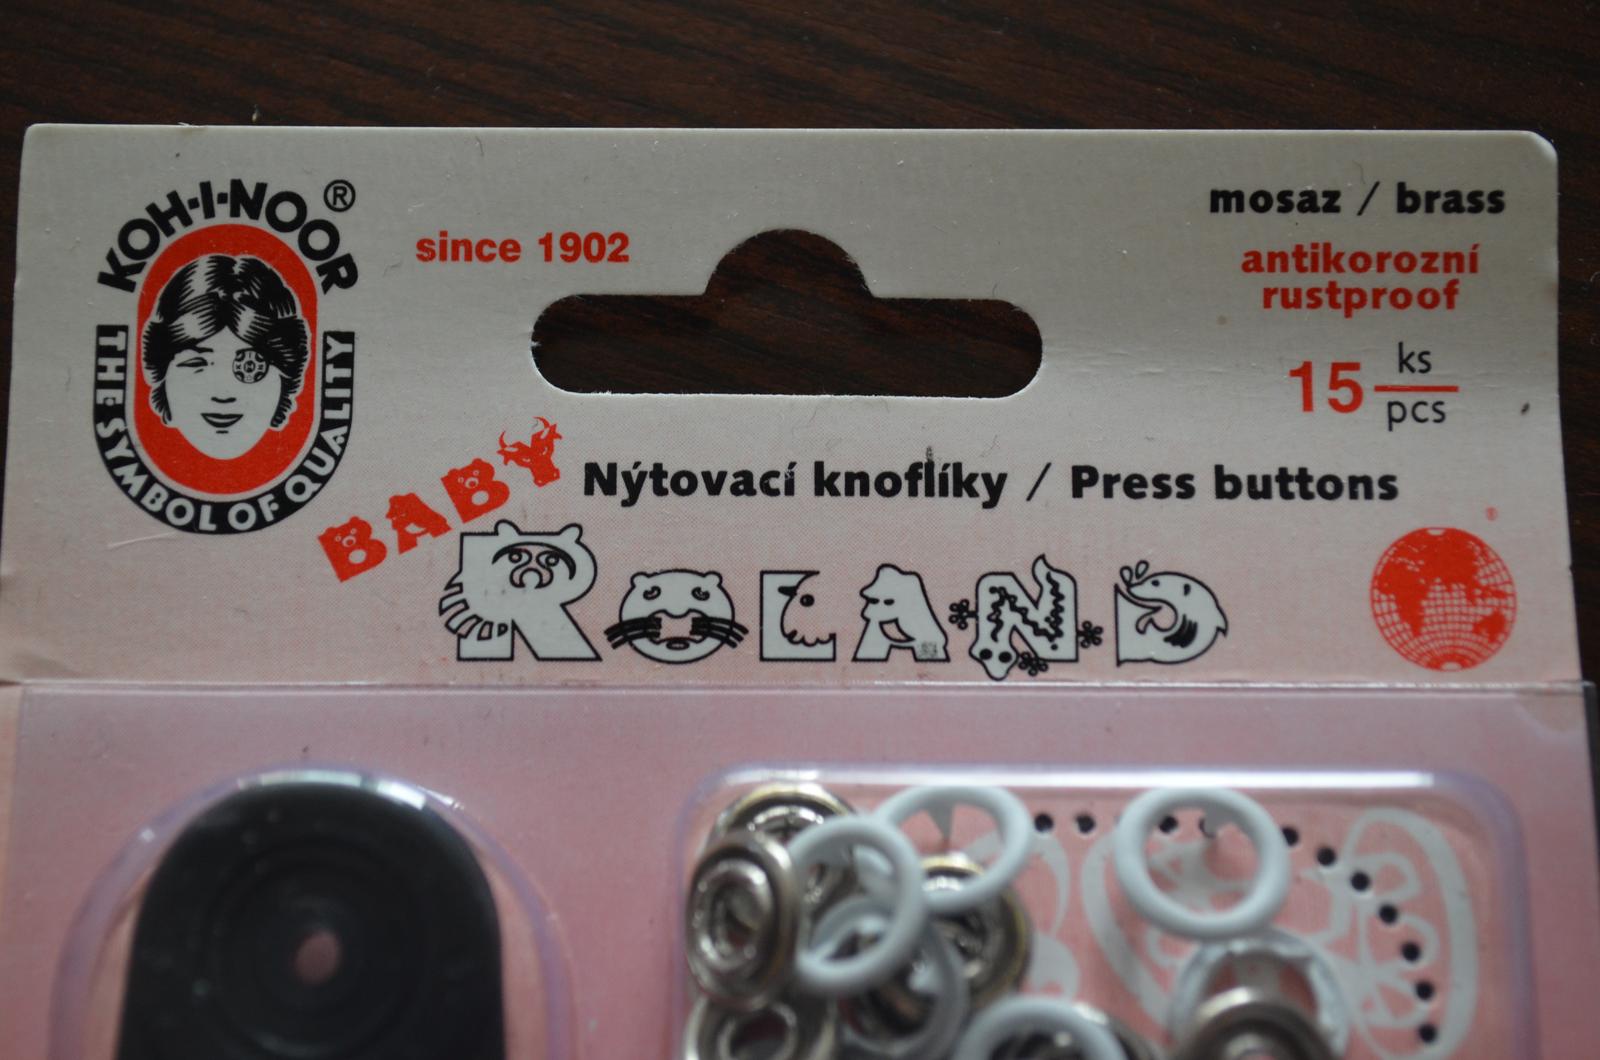 KOH-I-NOOR®
THE SYMBOL OF QUALITY
since 1902
mosaz / brass
antikorozní
rustproof
15 ks
pcs
BABY
Nýtovací knoflíky / Press buttons
ROLAND